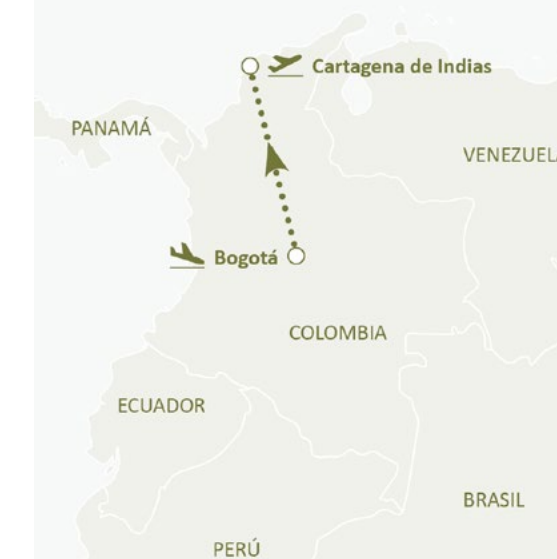 Cartagena de Indias
PANAMÁ
VENEZUEL
Bogotá
COLOMBIA
ECUADOR
BRASIL
PERÚ